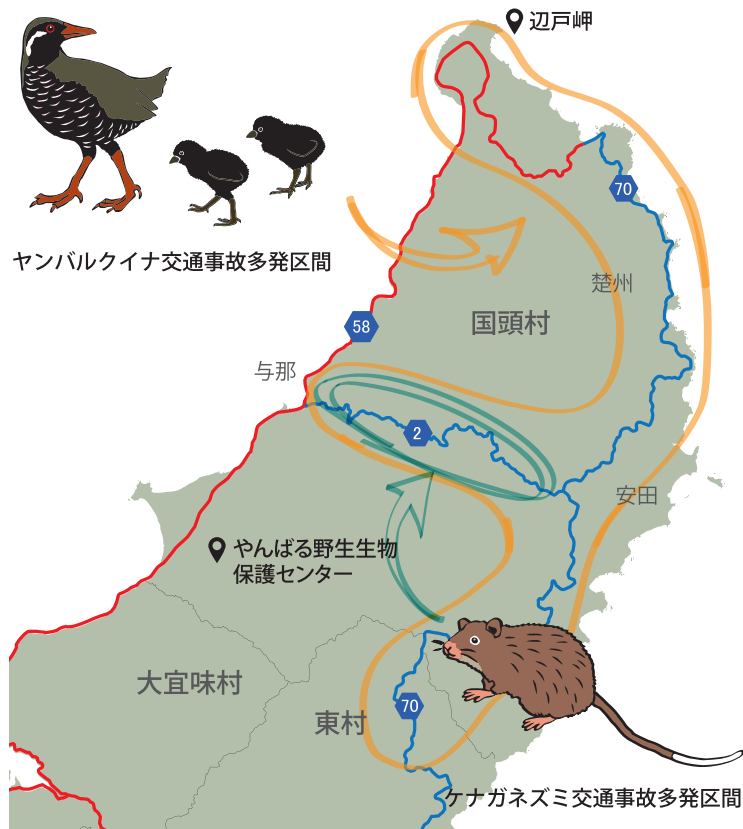 辺戸岬
70
ヤンバルクイナ交通事故多発区間
楚州
58
国頭村
与那
2
安田
やんばる野生生物
保護センター
大宜味村
東村
70
ケナガネズミ交通事故多発区間